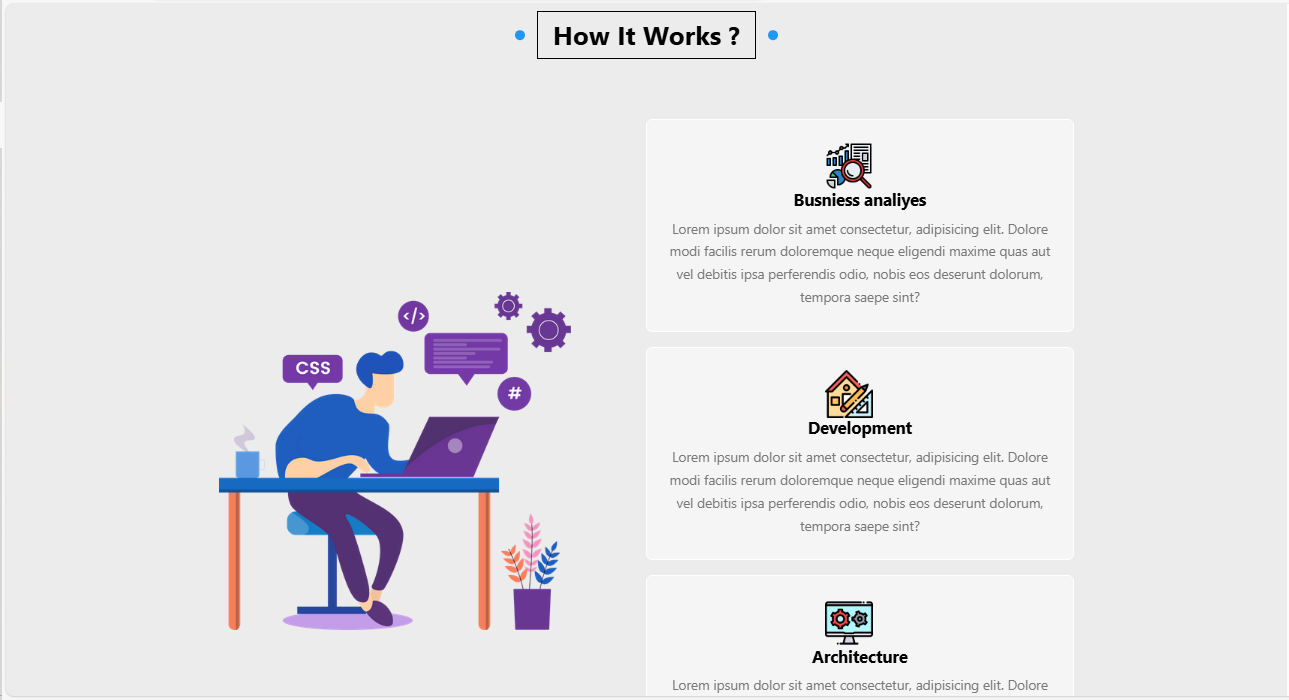 How It Works ?
Busniess analiyes
Lorem ipsum dolor sit amet consectetur, adipisicing elit. Dolore
modi facilis rerum doloremque neque eligendi maxime quas aut
vel debitis ipsa perferendis odio, nobis eos deserunt dolorum,
tempora saepe sint?
</>
CSS
#
Development
Lorem ipsum dolor sit amet consectetur, adipisicing elit. Dolore
modi facilis rerum doloremque neque eligendi maxime quas aut
vel debitis ipsa perferendis odio, nobis eos deserunt dolorum,
tempora saepe sint?
Architecture
Lorem ipsum dolor sit amet consectetur, adipisicing elit. Dolore